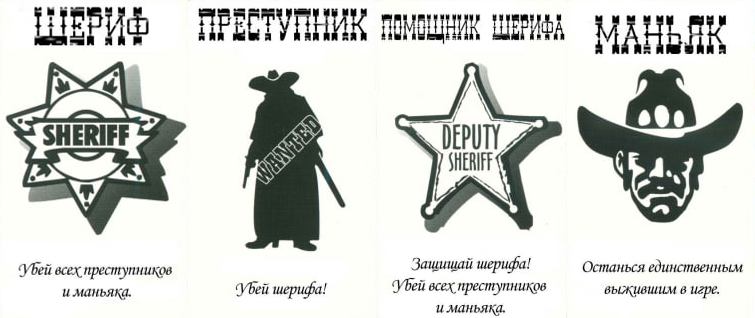 ШЕРИФ
SHERIFF
Убей всех преступников
и маньяка.
ПРЕСТУПНИК
WANTED
Убей шерифа!
ПОМОЩНИК ШЕРИФА
DEPUTY
SHERIFF
Защищай шерифа!
Убей всех преступников
и маньяка.
МАНЬЯК
Останься единственным
выжившим в игре.